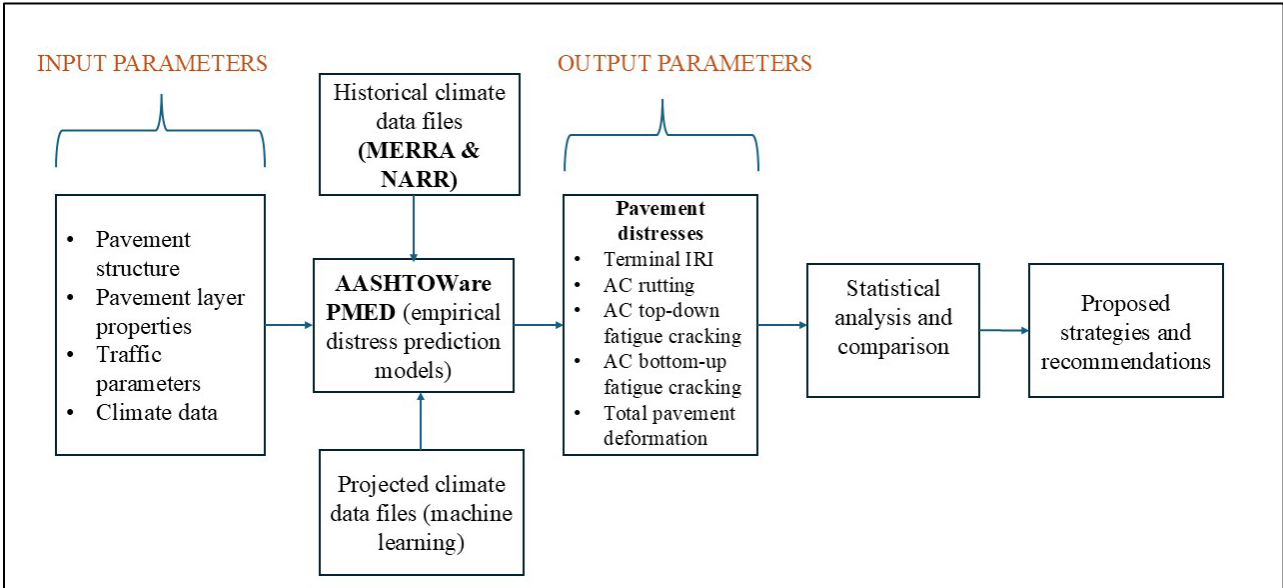 INPUT PARAMETERS
• Pavement
structure
• Pavement layer
properties
• Traffic
parameters
• Climate data
Historical climate
data files
(MERRA &
NARR)
AASHTOWare
PMED (empirical
distress prediction
models)
Projected climate
data files (machine
learning)
OUTPUT PARAMETERS
Pavement
distresses
• Terminal IRI
• AC rutting
• AC top-down
fatigue cracking
• AC bottom-up
fatigue cracking
• Total pavement
deformation
Statistical
analysis and
comparison
Proposed
strategies and
recommendations